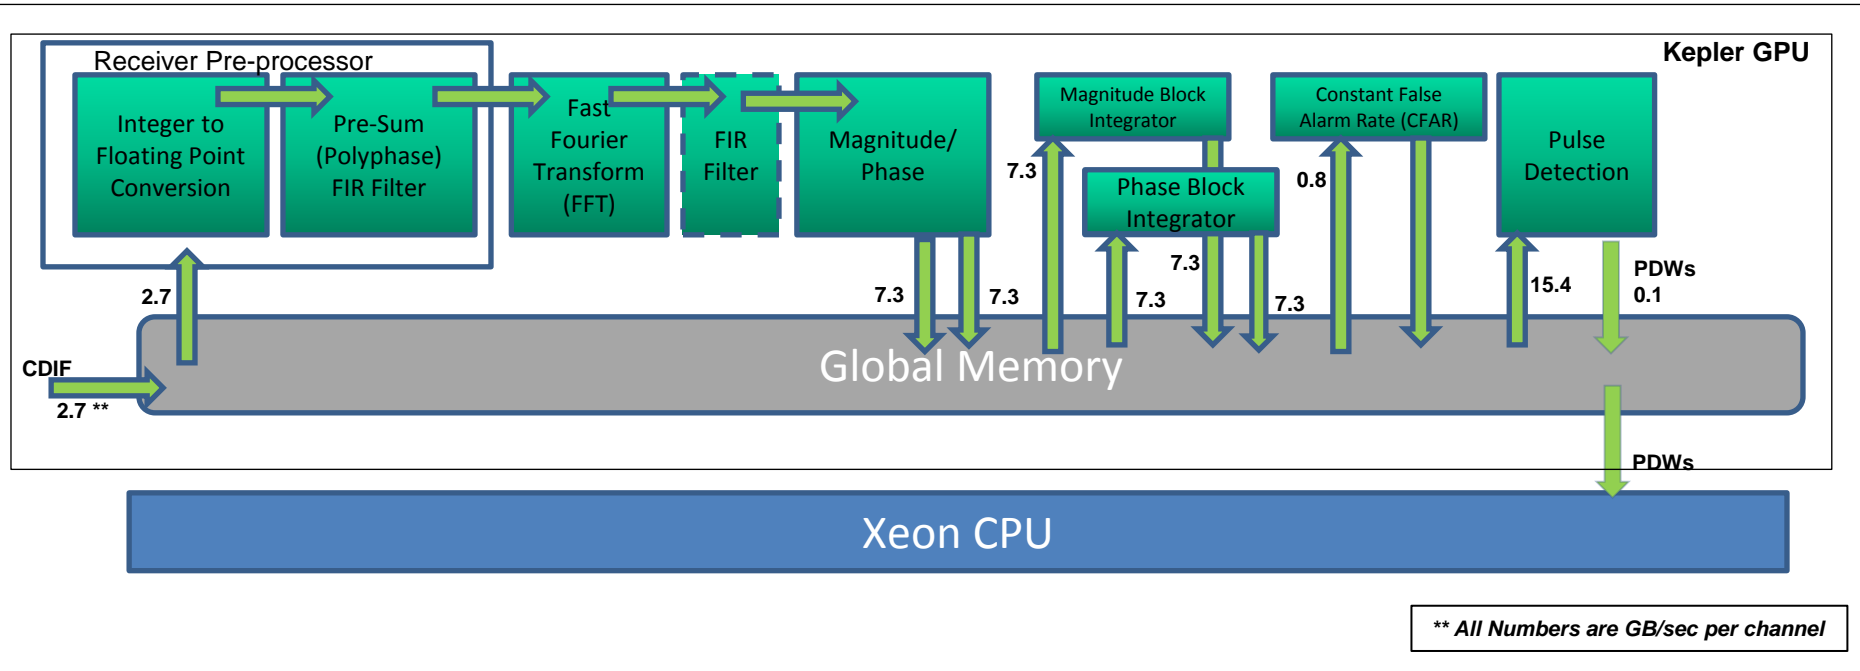 Kepler GPU
Receiver Pre-processor
Integer to
Floating Point
Conversion
Pre-Sum
(Polyphase)
FIR Filter
Fast
Fourier
Transform
(FFT)
FIR
Filter
Magnitude/
Phase
Magnitude Block
Integrator
Phase Block
Integrator
Constant False
Alarm Rate (CFAR)
Pulse
Detection
2.7
7.3
7.3
7.3
7.3
7.3
7.3
0.8
15.4
PDWs
0.1
CDIF
2.7 **
Global Memory
PDWs
Xeon CPU
** All Numbers are GB/sec per channel